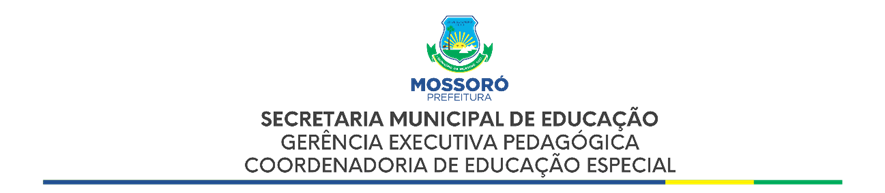 MOSSORÓ
PREFEITURA
SECRETARIA MUNICIPAL DE EDUCAÇÃO
GERÊNCIA EXECUTIVA PEDAGÓGICA
COORDENADORIA DE EDUCAÇÃO ESPECIAL